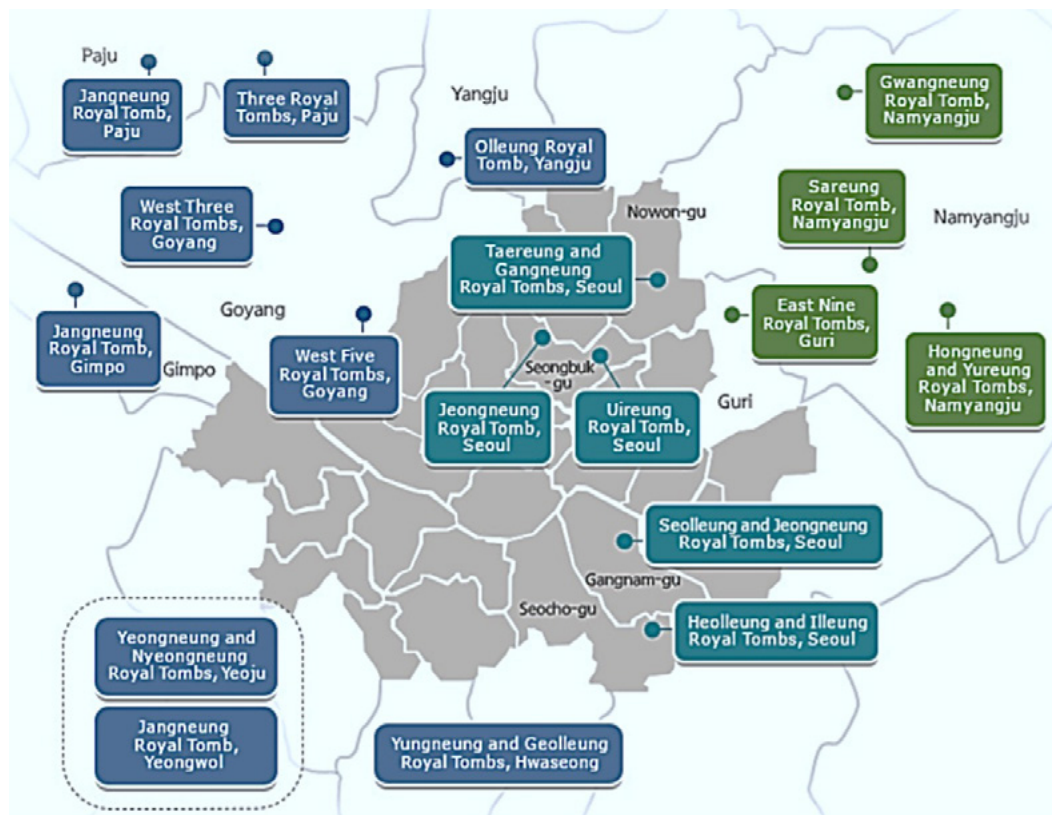 Paju
Jangneung
Royal Tomb,
Paju
Three Royal
Tombs, Paju
Yangju
Olleung Royal
Tomb, Yangju
Gwangneung
Royal Tomb,
Namyangju
West Three
Royal Tombs,
Goyang
Nowon-gu
Sareung
Royal Tomb,
Namyangju
Namyangju
Taereung and
Gangneung
Royal Tombs, Seoul
Jangneung
Royal Tomb,
Gimpo
Goyang
Gimpo
West Five
Royal Tombs,
Goyang
Seongbuk
-gu
East Nine
Royal Tombs,
Guri
Hongneung
and Yureung
Royal Tombs,
Namyangju
Jeongneung
Royal Tomb,
Seoul
Uireung
Royal Tomb,
Seoul
Guri
Seolleung and Jeongneung
Royal Tombs, Seoul
Gangnam-gu
Seocho-gu
Heolleung and Illeung
Royal Tombs, Seoul
Yeongneung and
Nyeongneung
Royal Tombs, Yeoju
Jangneung
Royal Tomb,
Yeongwol
Yungneung and Geolleung
Royal Tombs, Hwaseong